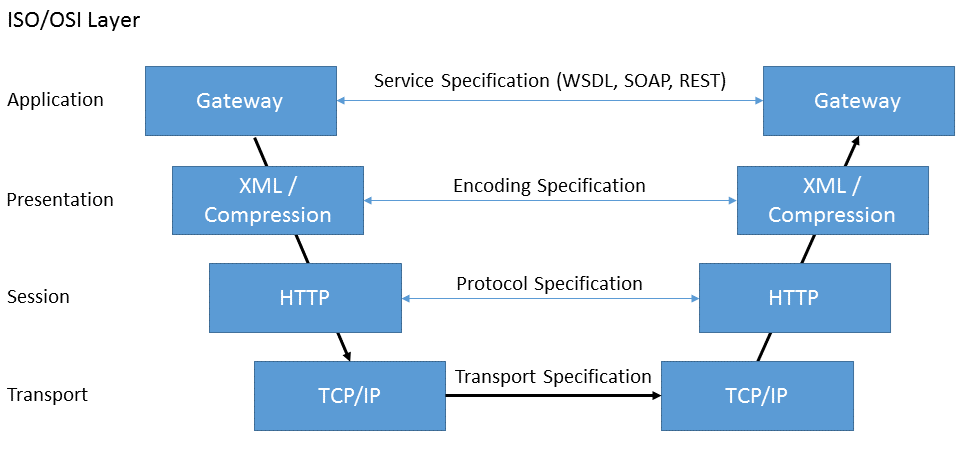 ISO/OSI Layer
Application
Gateway
Service Specification (WSDL, SOAP, REST)
Gateway
Presentation
XML /
Compression
Encoding Specification
XML /
Compression
Session
HTTP
Protocol Specification
HTTP
Transport
TCP/IP
Transport Specification
TCP/IP